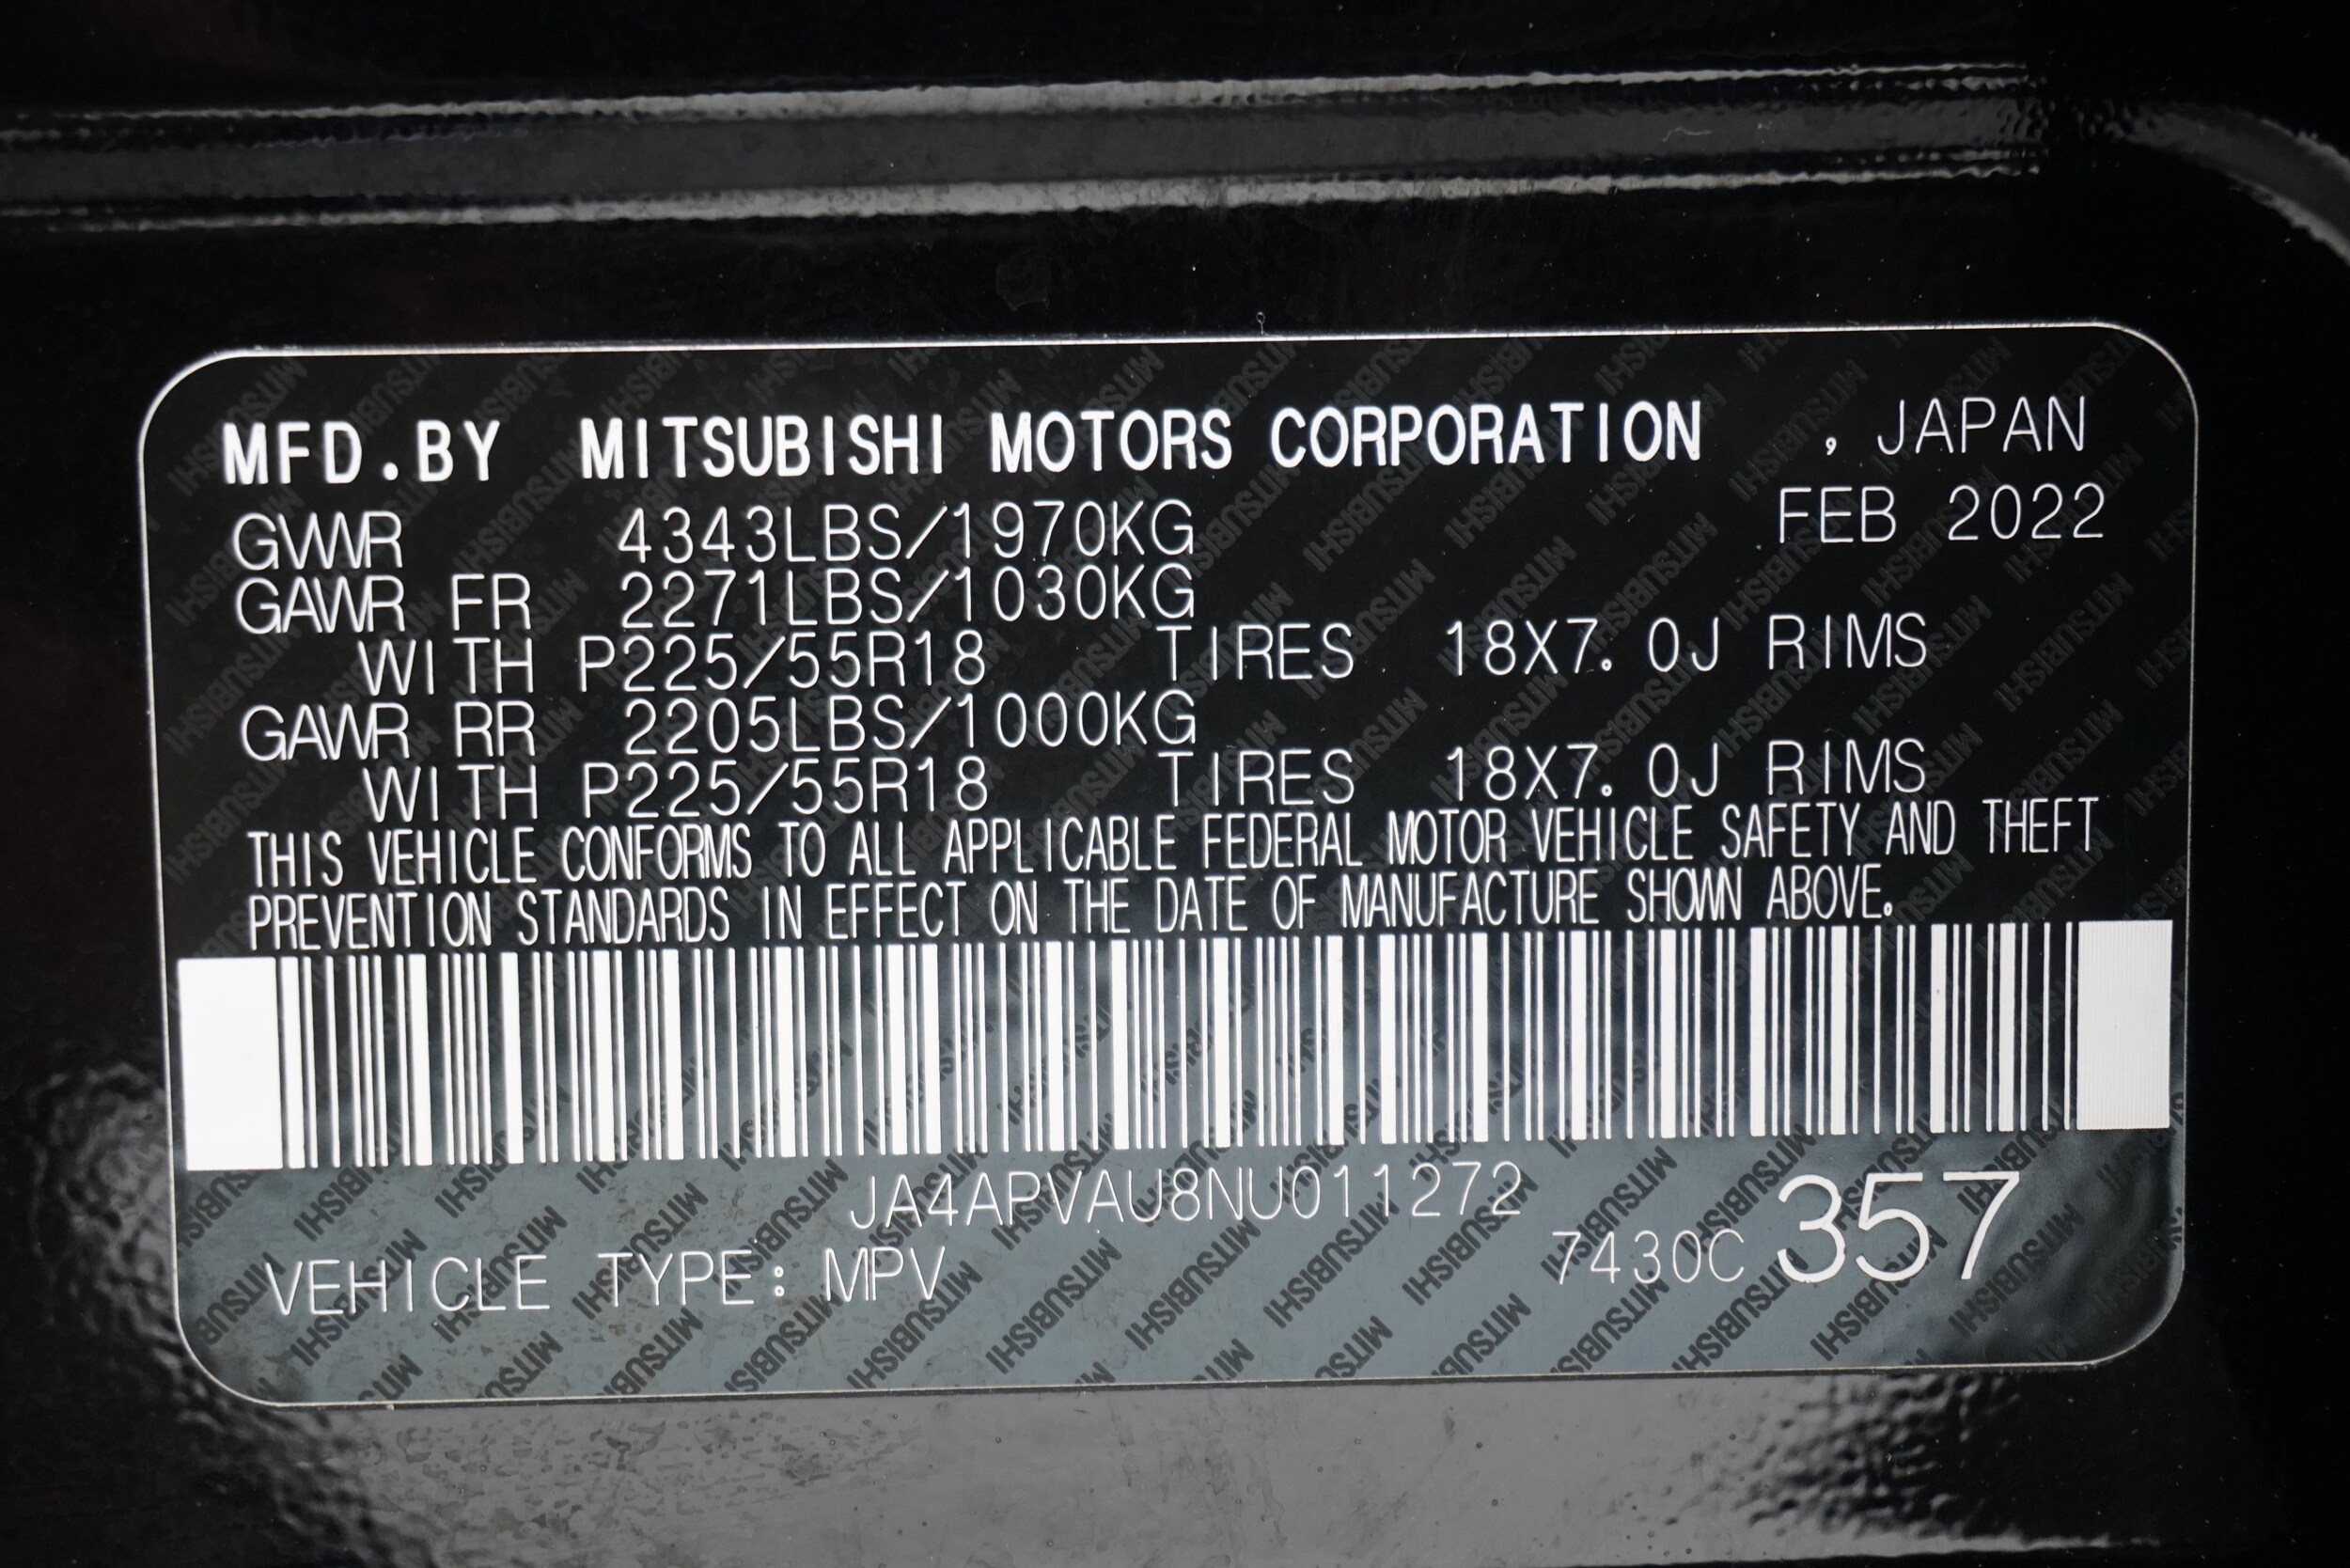 MFD.BY MITSUBISHI MOTORS CORPORATION , JAPAN
FEB 2022
GVWR 4343LBS/1970KG
GAWR FR 2271LBS/1030KG
WITH P225/55R18 TIRES 18X7.0J RIMS
GAWR RR 2205LBS/1000KG
WITH P225/55R18 TIRES 18X7.0J RIMS
THIS VEHICLE CONFORMS TO ALL APPLICABLE FEDERAL MOTOR VEHICLE SAFETY AND THEFT
PREVENTION STANDARDS IN EFFECT ON THE DATE OF MANUFACTURE SHOWN ABOVE.
JA4APVAU8NU011272
VEHICLE TYPE: MPV 7430C 357